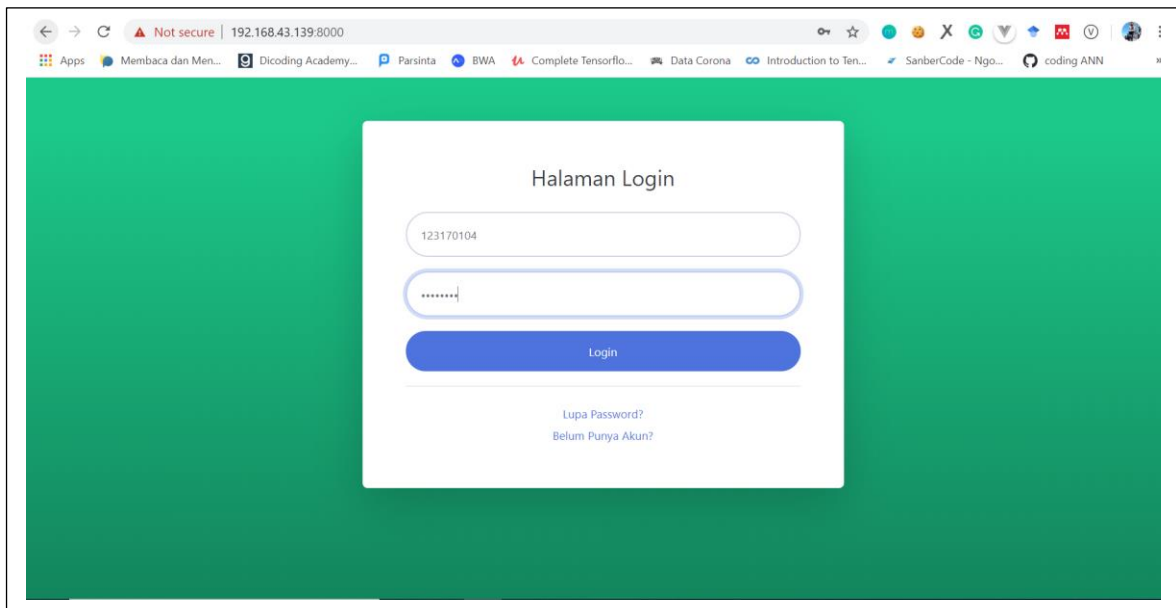 Not secure | 192.168.43.139:8000
Apps Membaca dan Men... Dicoding Academy... Parsinta BWA Complete Tensorflo... Data Corona Introduction to Ten... SanberCode - Ngo... coding ANN »
Halaman Login
123170104
••••••••
Login
Lupa Password?
Belum Punya Akun?